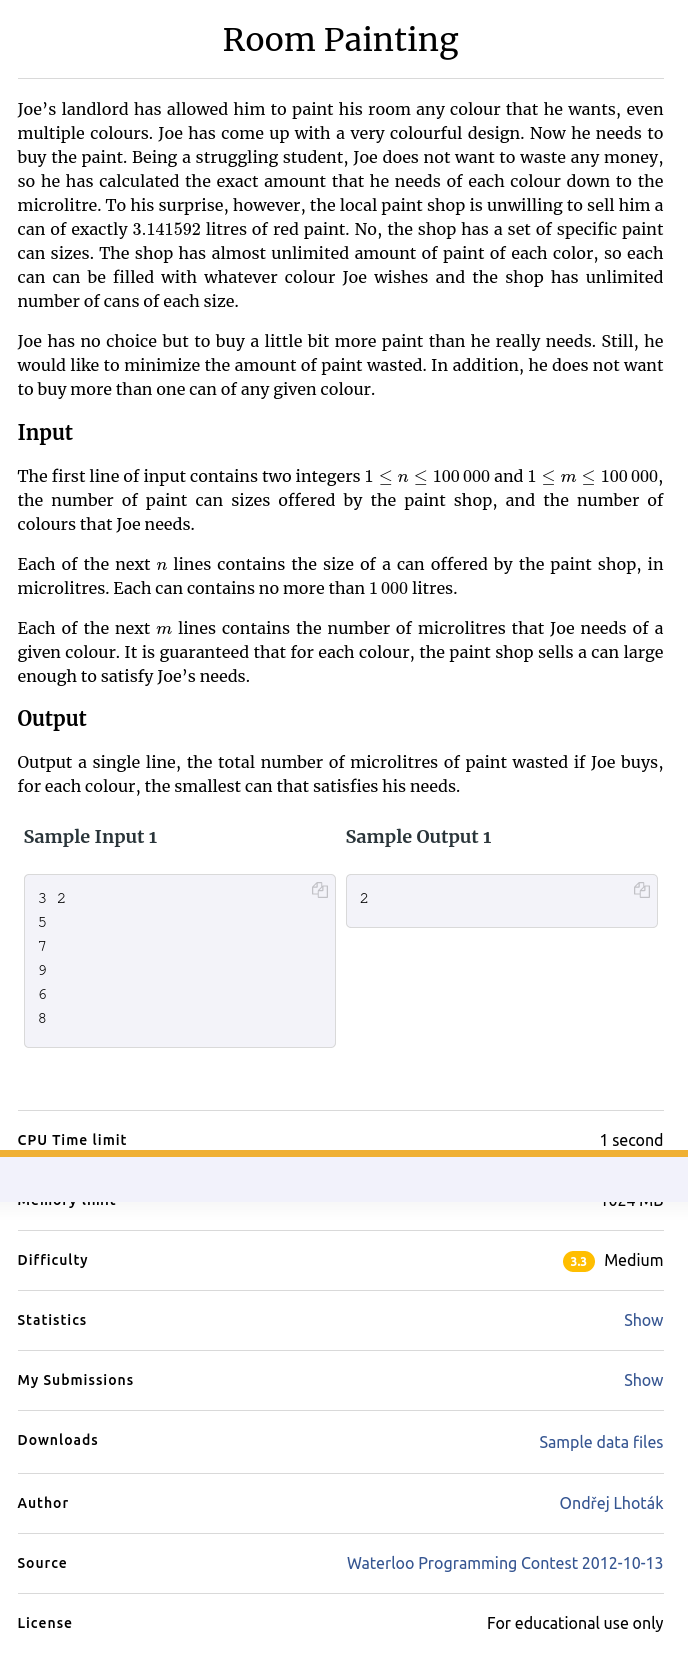 Room Painting
Joe’s landlord has allowed him to paint his room any colour that he wants, even
multiple colours. Joe has come up with a very colourful design. Now he needs to
buy the paint. Being a struggling student, Joe does not want to waste any money,
so he has calculated the exact amount that he needs of each colour down to the
microlitre. To his surprise, however, the local paint shop is unwilling to sell him a
can of exactly 3.141592 litres of red paint. No, the shop has a set of specific paint
can sizes. The shop has almost unlimited amount of paint of each color, so each
can can be filled with whatever colour Joe wishes and the shop has unlimited
number of cans of each size.
Joe has no choice but to buy a little bit more paint than he really needs. Still, he
would like to minimize the amount of paint wasted. In addition, he does not want
to buy more than one can of any given colour.
Input
The first line of input contains two integers 1 ≤ n ≤ 100 000 and 1 ≤ m ≤ 100 000,
the number of paint can sizes offered by the paint shop, and the number of
colours that Joe needs.
Each of the next n lines contains the size of a can offered by the paint shop, in
microlitres. Each can contains no more than 1 000 litres.
Each of the next m lines contains the number of microlitres that Joe needs of a
given colour. It is guaranteed that for each colour, the paint shop sells a can large
enough to satisfy Joe’s needs.
Output
Output a single line, the total number of microlitres of paint wasted if Joe buys,
for each colour, the smallest can that satisfies his needs.
Sample Input 1
Sample Output 1
3 2
5
7
9
6
8
2
CPU Time limit 1 second
Memory limit 1024 MB
Difficulty 3.3 Medium
Statistics Show
My Submissions Show
Downloads Sample data files
Author Ondřej Lhoták
Source Waterloo Programming Contest 2012-10-13
License For educational use only